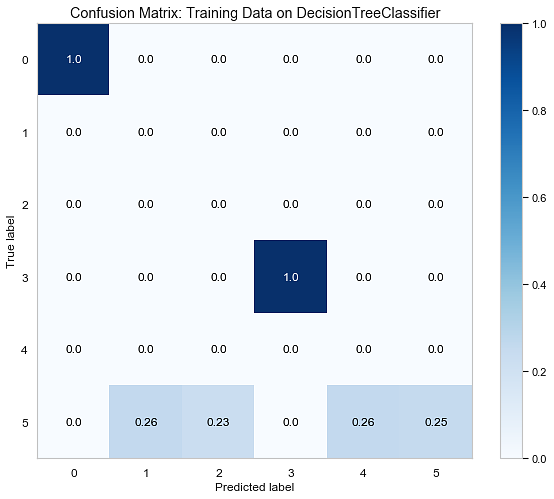 Confusion Matrix: Training Data on DecisionTreeClassifier
1.0
0 1.0 0.0 0.0 0.0 0.0 0.0
1 0.0 0.0 0.0 0.0 0.0 0.0
0.8
2 0.0 0.0 0.0 0.0 0.0 0.0
0.6
True label
3 0.0 0.0 0.0 1.0 0.0 0.0
0.4
4 0.0 0.0 0.0 0.0 0.0 0.0
0.2
5 0.0 0.26 0.23 0.0 0.26 0.25
0.0
0 1 2 3 4 5
Predicted label